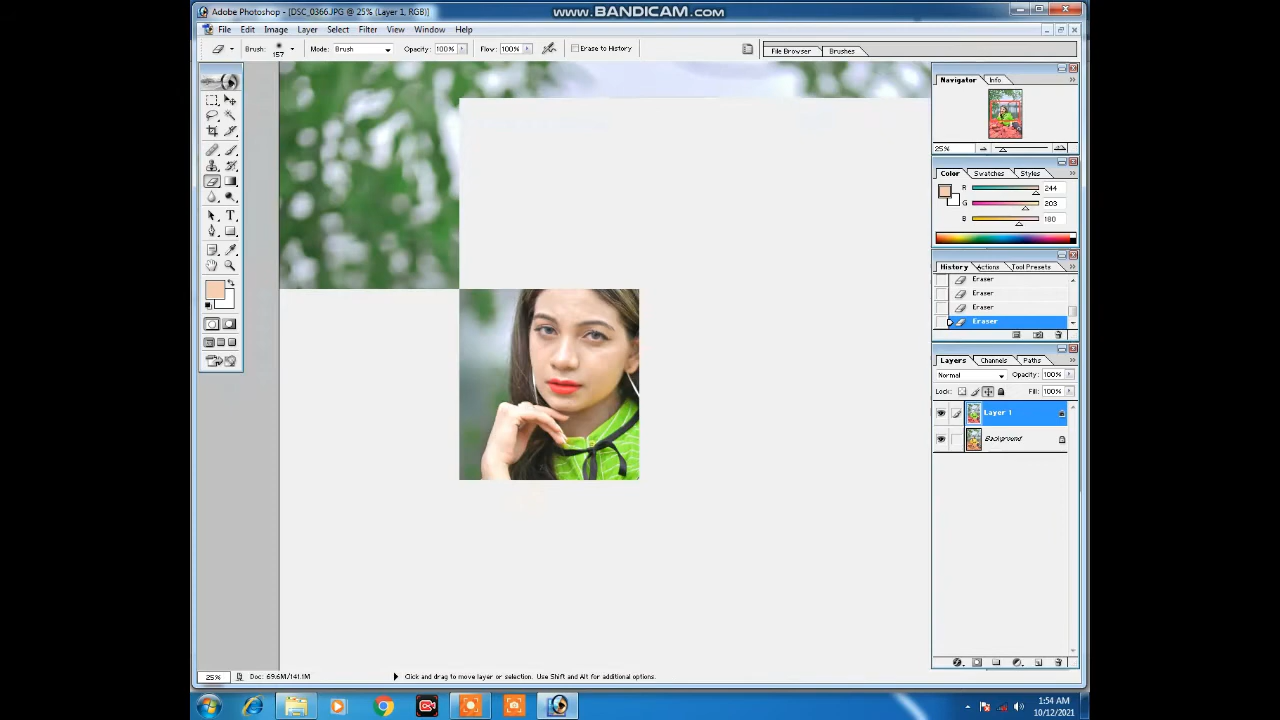 Adobe Photoshop - [DSC_0366.JPG @ 25% (Layer 1, RGB)]
www.BANDICAM.com
File Edit Image Layer Select Filter View Window Help
Brush: 157 Mode: Brush Opacity: 100% Flow: 100% Erase to History File Browser Brushes
Navigator Info
25%
Color Swatches Styles
R 244
G 203
B 180
History Actions Tool Presets
Eraser
Eraser
Eraser
Eraser
Layers Channels Paths
Normal Opacity: 100%
Lock: Fill: 100%
Layer 1
Background
25% Doc: 69.6M/141.1M Click and drag to move layer or selection. Use Shift and Alt for additional options.
1:54 AM
10/12/2021